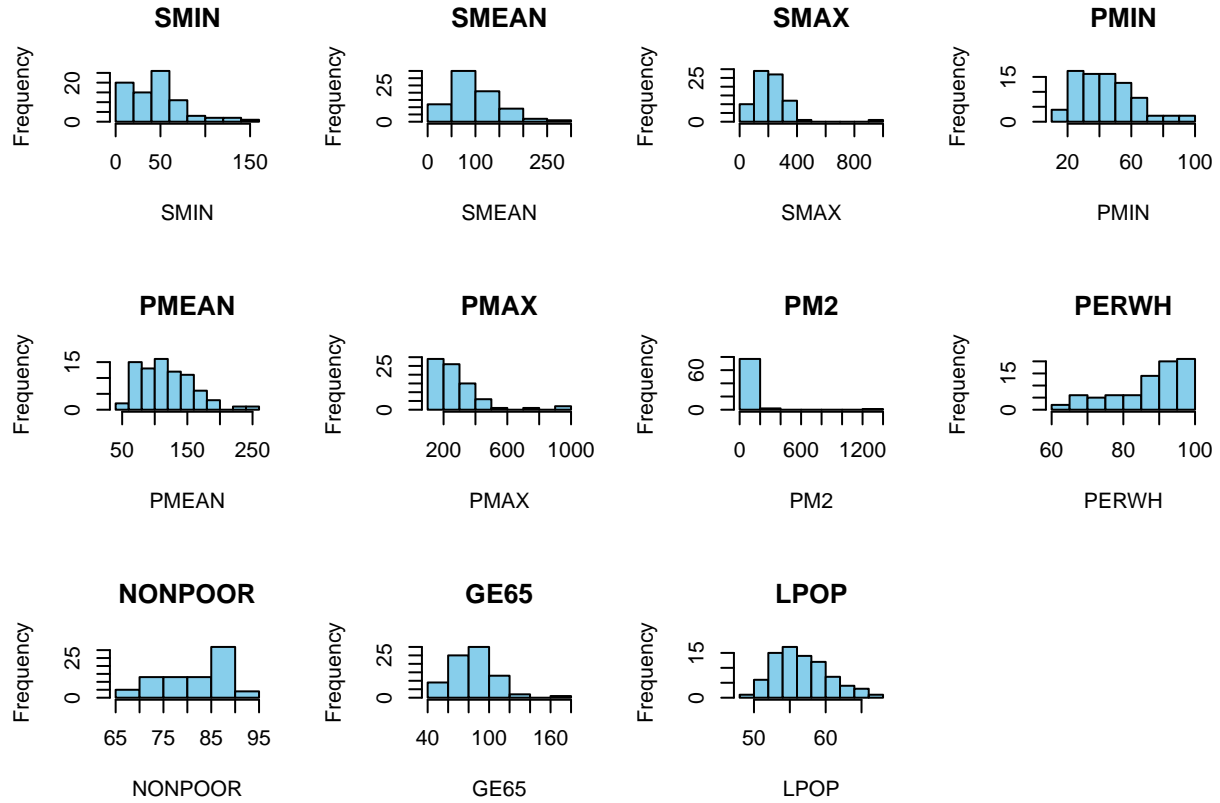 SMIN
Frequency
0 20
0 50 150
SMIN
SMEAN
Frequency
0 25
0 100 250
SMEAN
SMAX
Frequency
0 25
0 400 800
SMAX
PMIN
Frequency
0 15
20 60 100
PMIN
PMEAN
Frequency
0 15
50 150 250
PMEAN
PMAX
Frequency
0 25
200 600 1000
PMAX
PM2
Frequency
0 60
0 600 1200
PM2
PERWH
Frequency
0 15
60 80 100
PERWH
NONPOOR
Frequency
0 25
65 75 85 95
NONPOOR
GE65
Frequency
0 25
40 100 160
GE65
LPOP
Frequency
0 15
50 60
LPOP